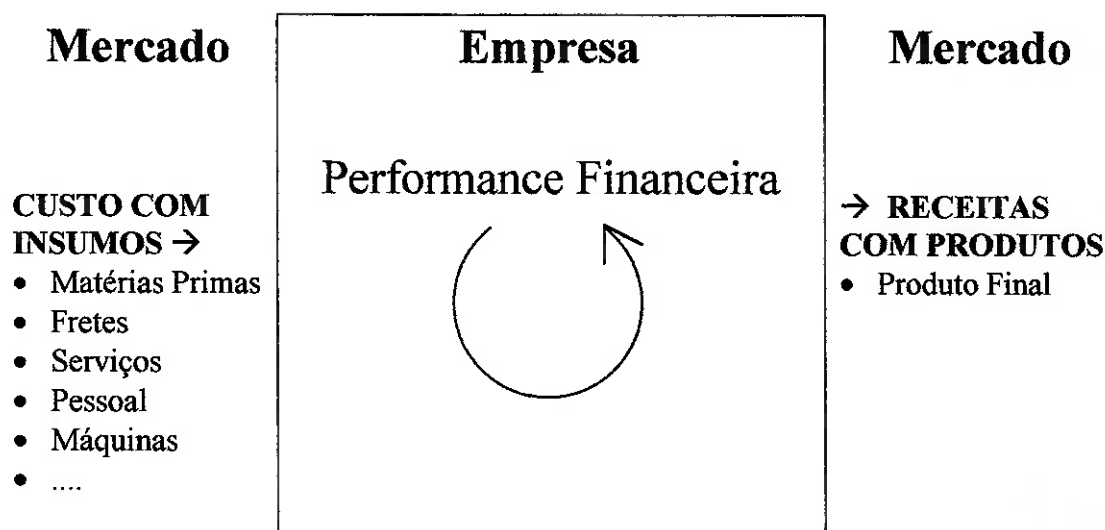 Mercado
CUSTO COM
INSUMOS →
• Matérias Primas
• Fretes
• Serviços
• Pessoal
• Máquinas
• ....
Empresa
Performance Financeira
Mercado
→ RECEITAS
COM PRODUTOS
• Produto Final